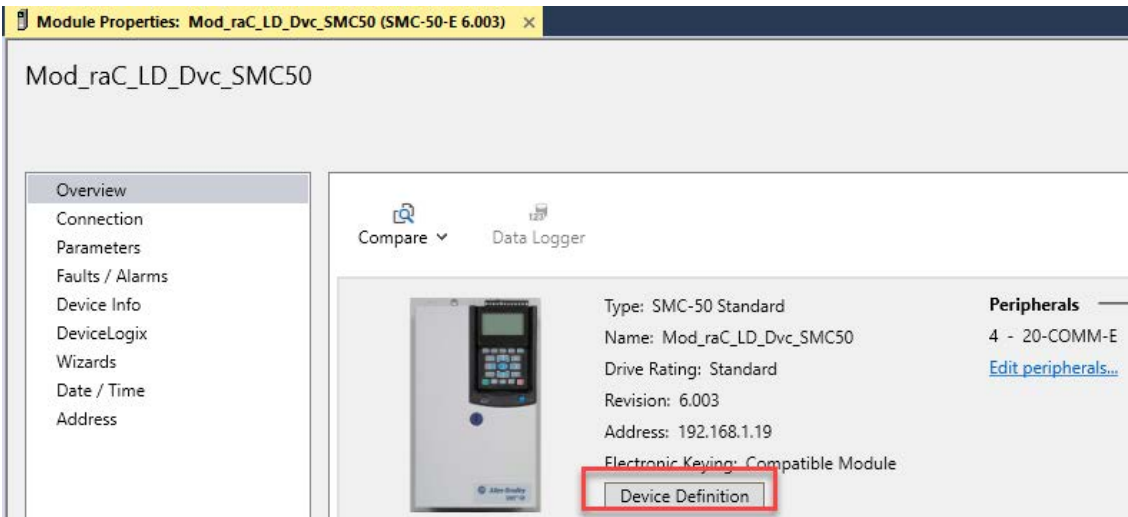 Module Properties: Mod_raC_LD_Dvc_SMC50 (SMC-50-E 6.003) ×
Mod_raC_LD_Dvc_SMC50
Overview
Connection
Parameters
Faults / Alarms
Device Info
DeviceLogix
Wizards
Date / Time
Address
Compare
Data Logger
Type: SMC-50 Standard
Name: Mod_raC_LD_Dvc_SMC50
Drive Rating: Standard
Revision: 6.003
Address: 192.168.1.19
Electronic Keying: Compatible Module
Device Definition
Peripherals
4 - 20-COMM-E
Edit peripherals...
Allen-Bradley